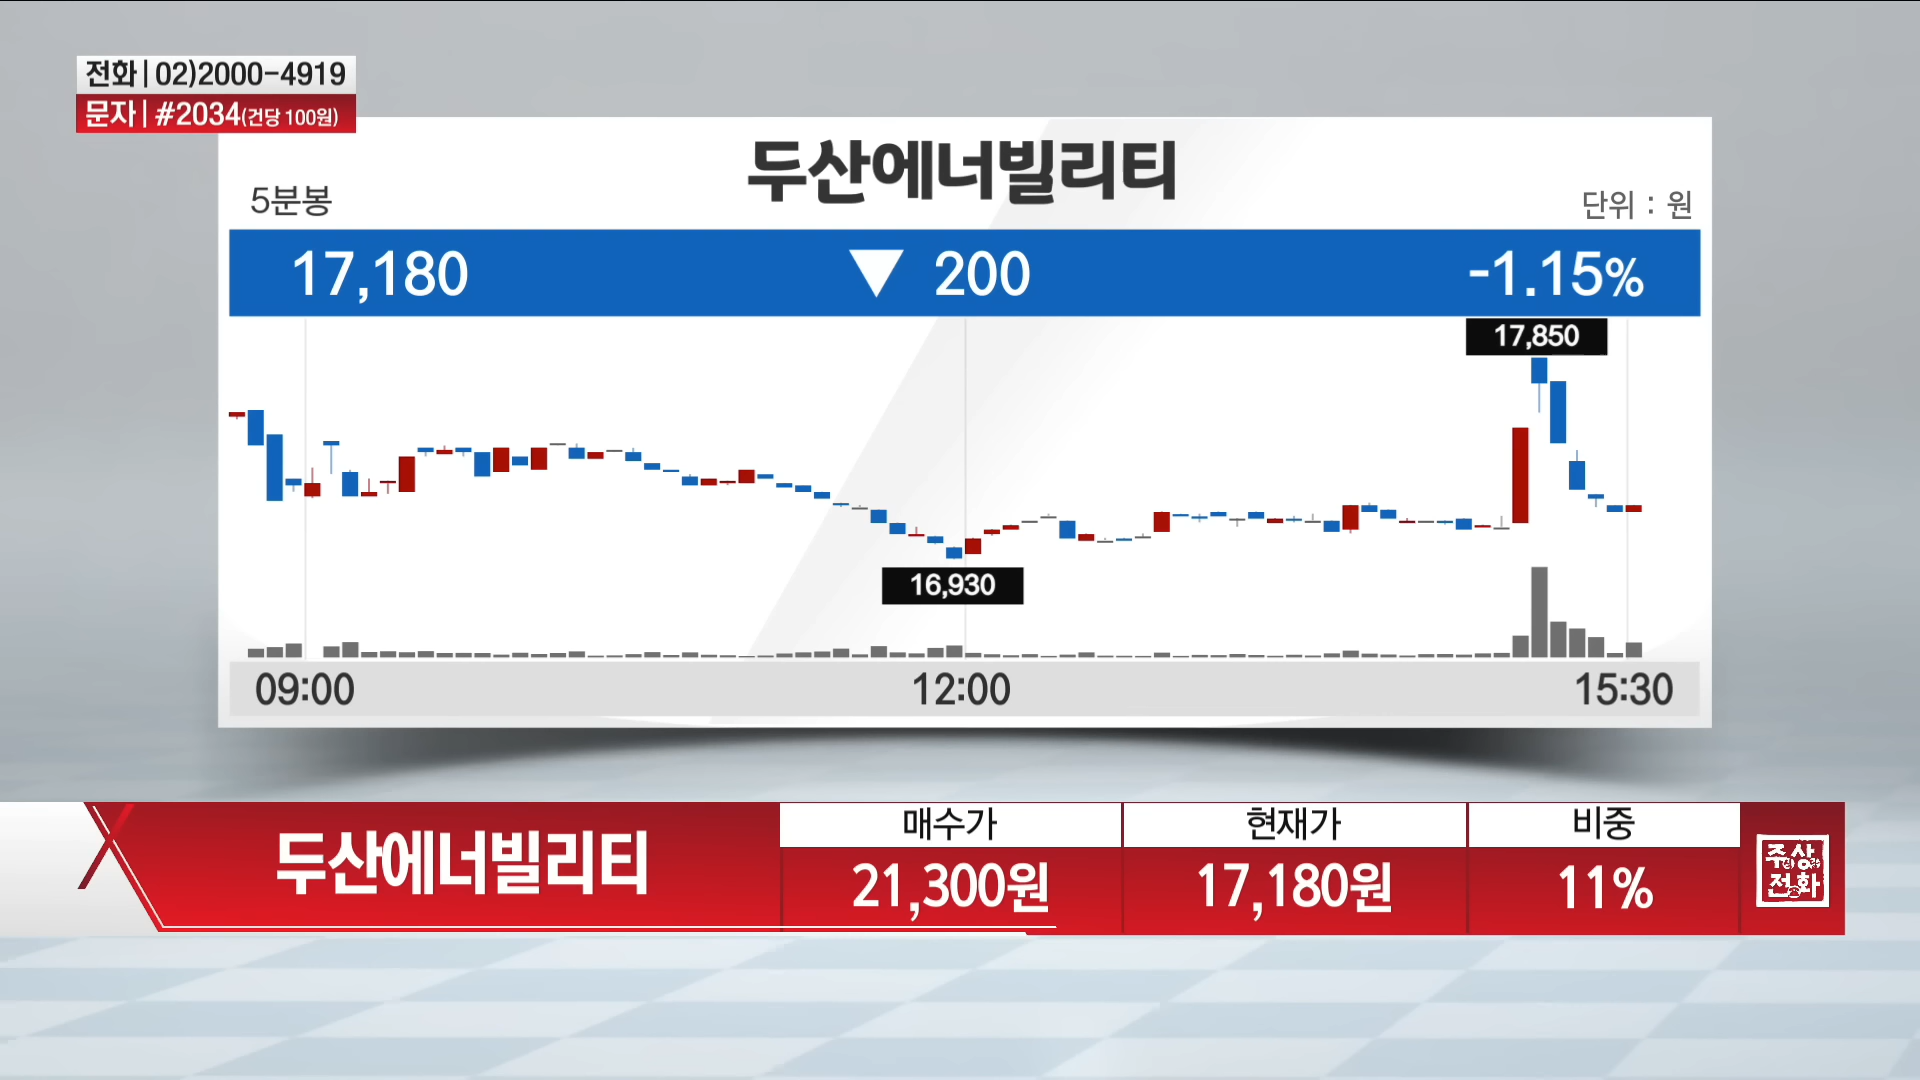 전화 | 02)2000-4919
문자 | #2034(건당 100원)
두산에너빌리티
5분봉
단위 : 원
17,180 ▼ 200 -1.15%
17,850
16,930
09:00 12:00 15:30
두산에너빌리티
매수가 현재가 비중
21,300원 17,180원 11%
주상
전화